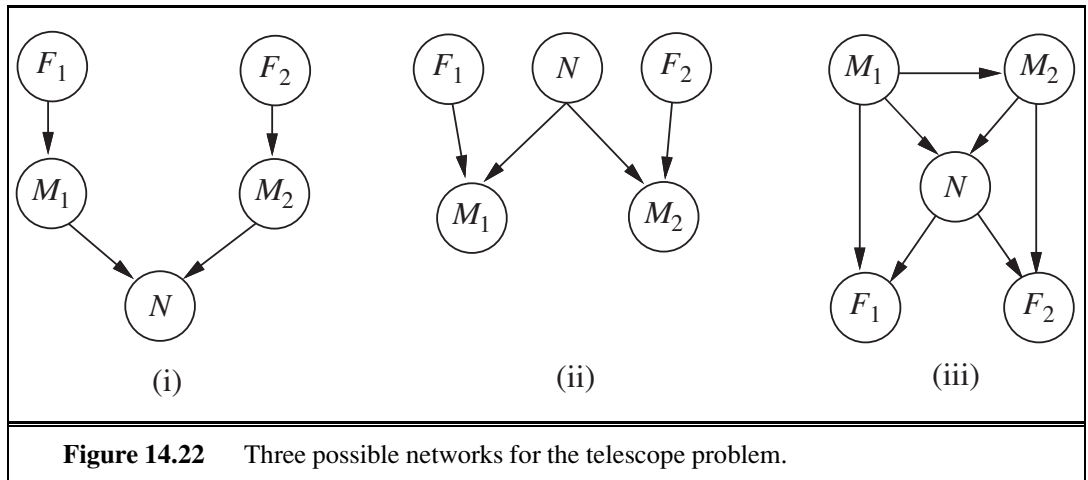 F1 F2 F1 N F2 M1 M2
M1 M2 M1 M2 N
N F1 F2
(i) (ii) (iii)
Figure 14.22 Three possible networks for the telescope problem.